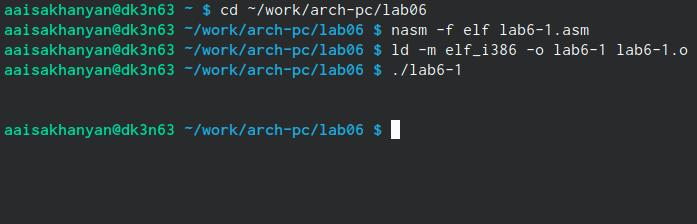 aaisakhanyan@dk3n63 ~ $ cd ~/work/arch-pc/lab06
aaisakhanyan@dk3n63 ~/work/arch-pc/lab06 $ nasm -f elf lab6-1.asm
aaisakhanyan@dk3n63 ~/work/arch-pc/lab06 $ ld -m elf_i386 -o lab6-1 lab6-1.o
aaisakhanyan@dk3n63 ~/work/arch-pc/lab06 $ ./lab6-1
aaisakhanyan@dk3n63 ~/work/arch-pc/lab06 $